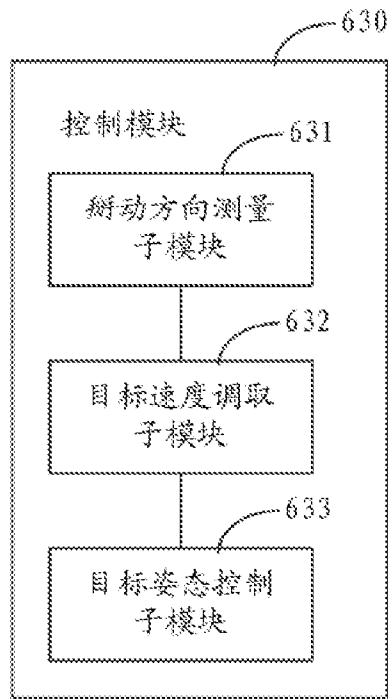 630
控制模块
631
掰动方向测量
子模块
632
目标速度调取
子模块
633
目标姿态控制
子模块